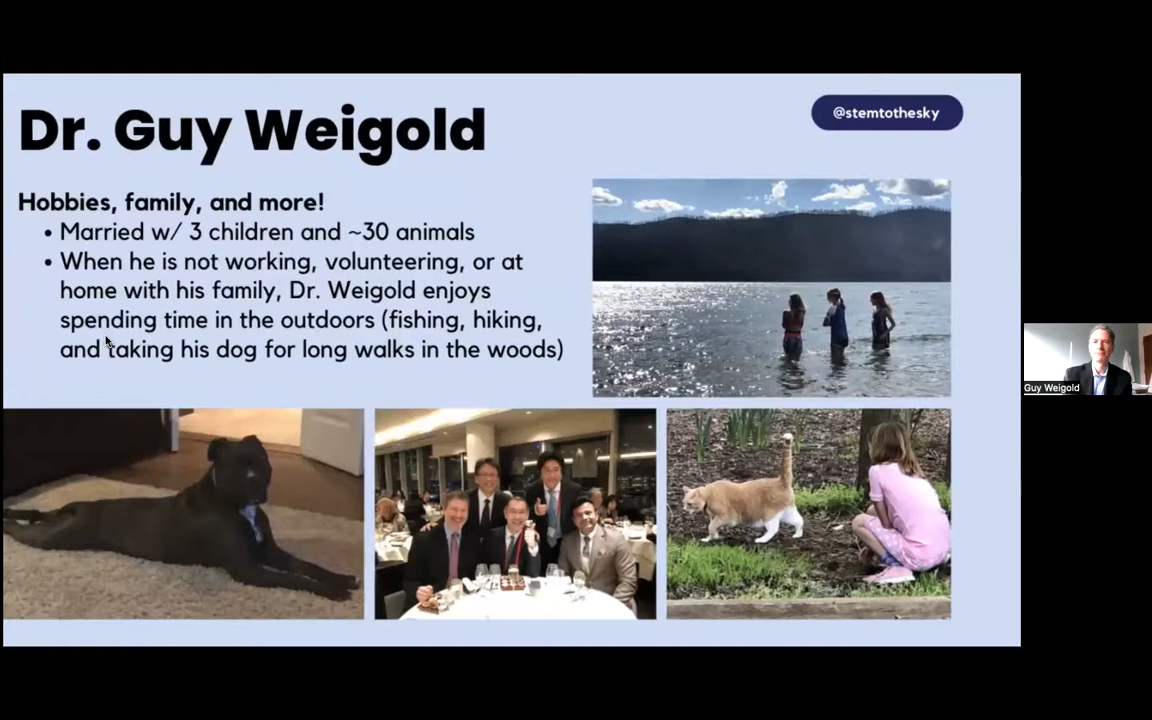 Dr. Guy Weigold
@stemtothesky
Hobbies, family, and more!
• Married w/ 3 children and ~30 animals
• When he is not working, volunteering, or at
home with his family, Dr. Weigold enjoys
spending time in the outdoors (fishing, hiking,
and taking his dog for long walks in the woods)
Guy Weigold